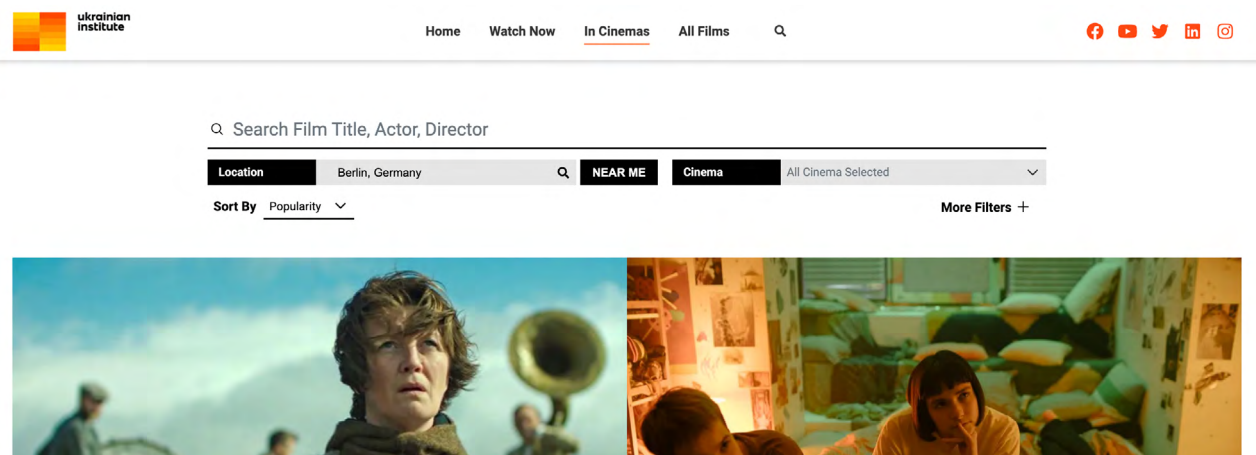 ukrainian
institute
Home Watch Now In Cinemas All Films
Search Film Title, Actor, Director
Location Berlin, Germany NEAR ME Cinema All Cinema Selected
Sort By Popularity More Filters